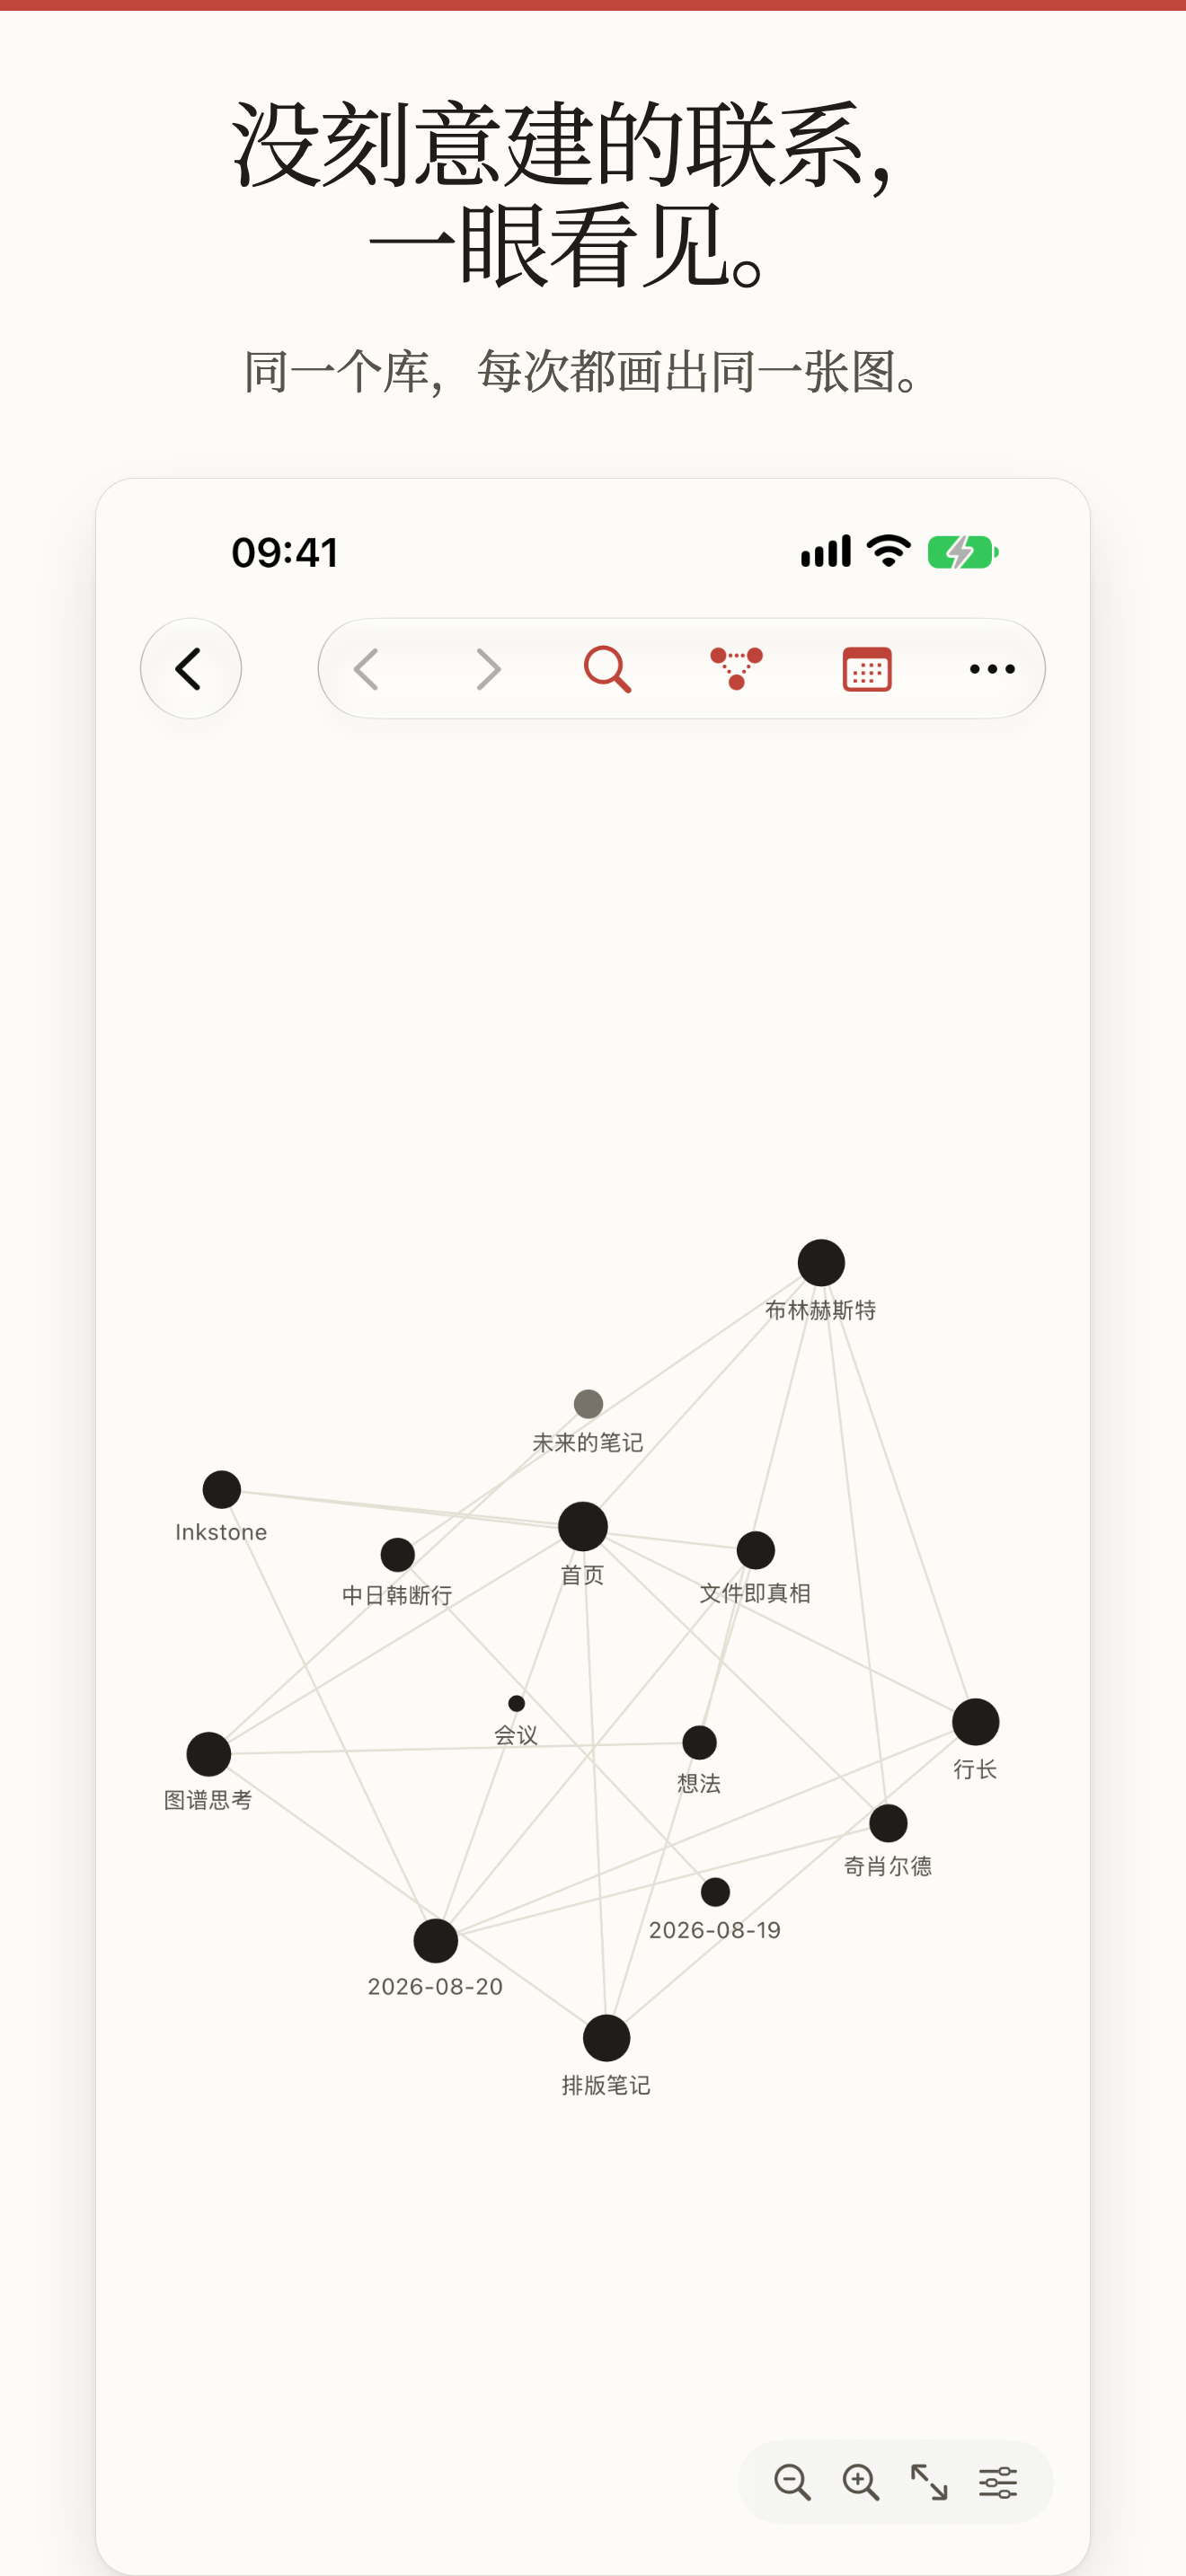 没刻意建的联系，
一眼看见。
同一个库，每次都画出同一张图。
09:41
布林赫斯特
未来的笔记
Inkstone
中日韩断行
首页
文件即真相
会议
想法
行长
图谱思考
奇肖尔德
2026-08-19
2026-08-20
排版笔记